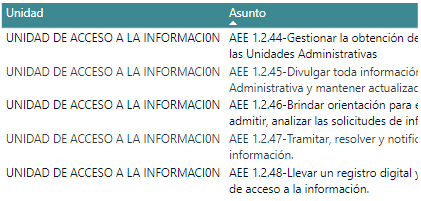 Unidad Asunto
UNIDAD DE ACCESO A LA INFORMACI0N AEE 1.2.44-Gestionar la obtención de
las Unidades Administrativas
UNIDAD DE ACCESO A LA INFORMACI0N AEE 1.2.45-Divulgar toda información
Administrativa y mantener actualizad
UNIDAD DE ACCESO A LA INFORMACI0N AEE 1.2.46-Brindar orientación para e
admitir, analizar las solicitudes de inf
UNIDAD DE ACCESO A LA INFORMACI0N AEE 1.2.47-Tramitar, resolver y notific
información.
UNIDAD DE ACCESO A LA INFORMACI0N AEE 1.2.48-Llevar un registro digital y
de acceso a la información.